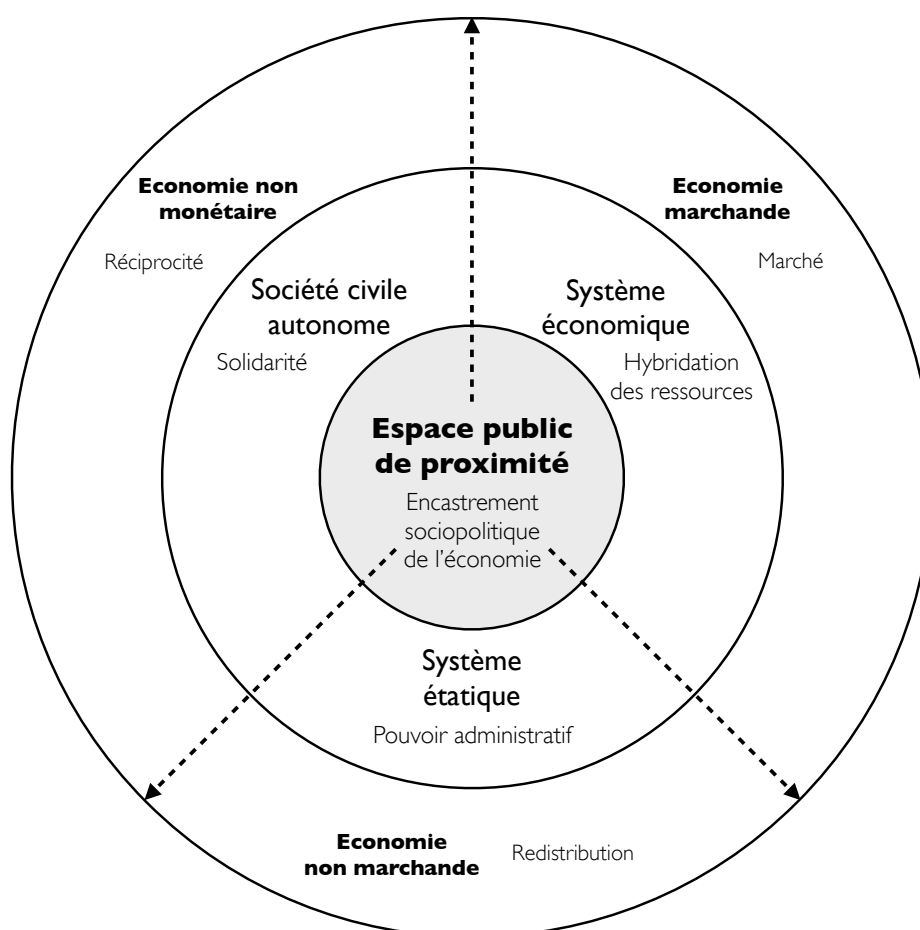 Economie non
monétaire
Réciprocité
Economie
marchande
Marché
Société civile
autonome
Solidarité
Système
économique
Hybridation
des ressources
Espace public
de proximité
Encastrement
sociopolitique
de l’économie
Système
étatique
Pouvoir administratif
Economie
non marchande
Redistribution